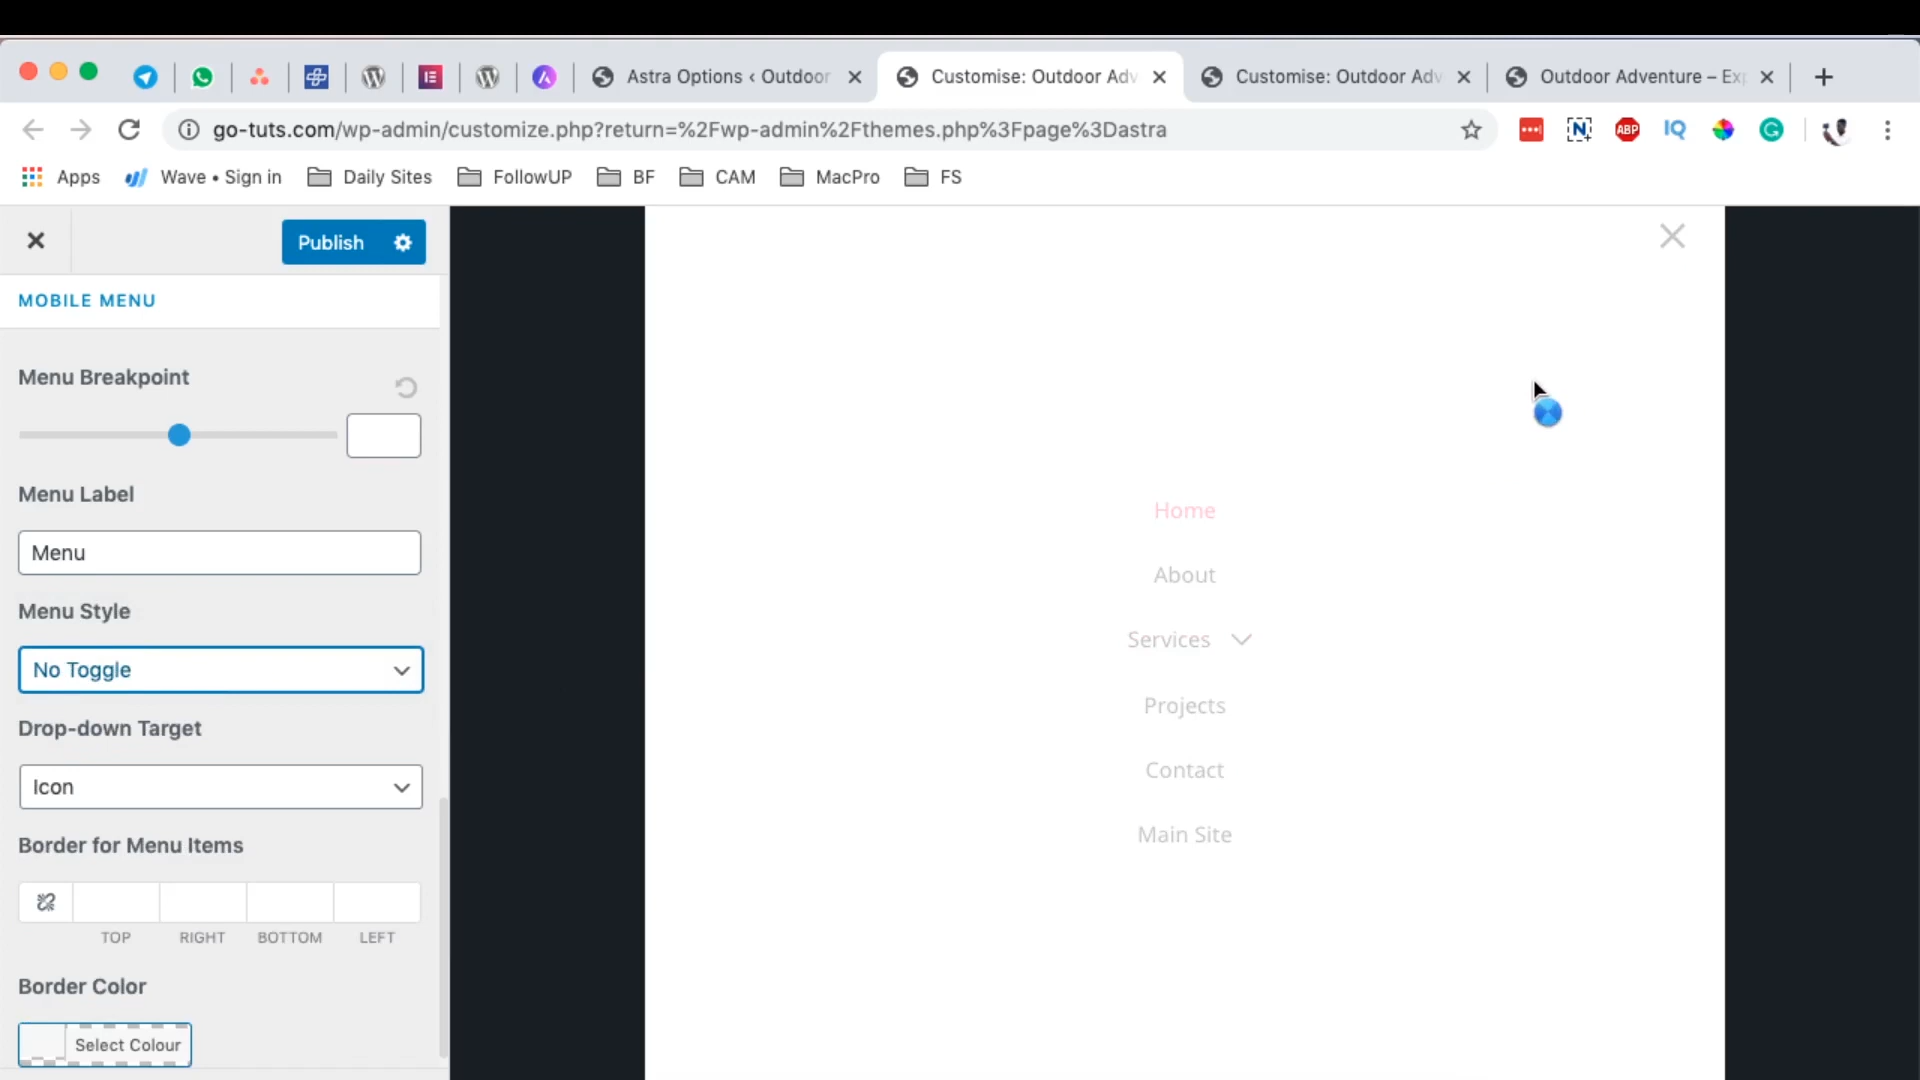 Astra Options ‹ Outdoor
Customise: Outdoor Adv
Customise: Outdoor Adv
Outdoor Adventure – Ex
go-tuts.com/wp-admin/customize.php?return=%2Fwp-admin%2Fthemes.php%3Fpage%3Dastra
N
ABP
IQ
Apps
Wave • Sign in
Daily Sites
FollowUP
BF
CAM
MacPro
FS
Publish
MOBILE MENU
Menu Breakpoint
Menu Label
Menu
Menu Style
No Toggle
Drop-down Target
Icon
Border for Menu Items
TOP RIGHT BOTTOM LEFT
Border Color
Select Colour
Home
About
Services
Projects
Contact
Main Site